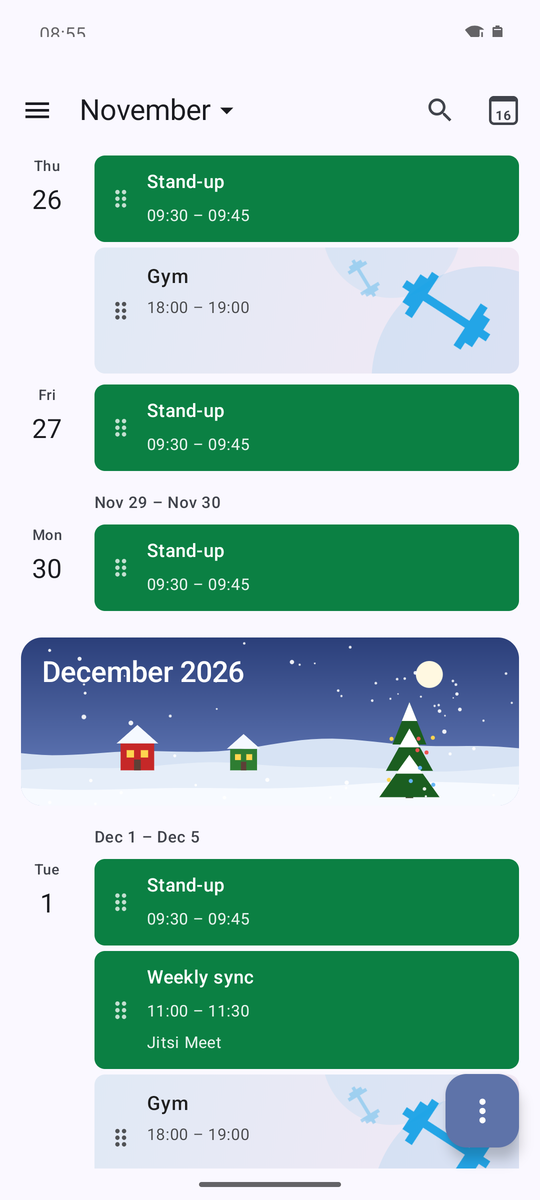 08:55
November
16
Thu
26
Stand-up
09:30 – 09:45
Gym
18:00 – 19:00
Fri
27
Stand-up
09:30 – 09:45
Nov 29 – Nov 30
Mon
30
Stand-up
09:30 – 09:45
December 2026
Dec 1 – Dec 5
Tue
1
Stand-up
09:30 – 09:45
Weekly sync
11:00 – 11:30
Jitsi Meet
Gym
18:00 – 19:00